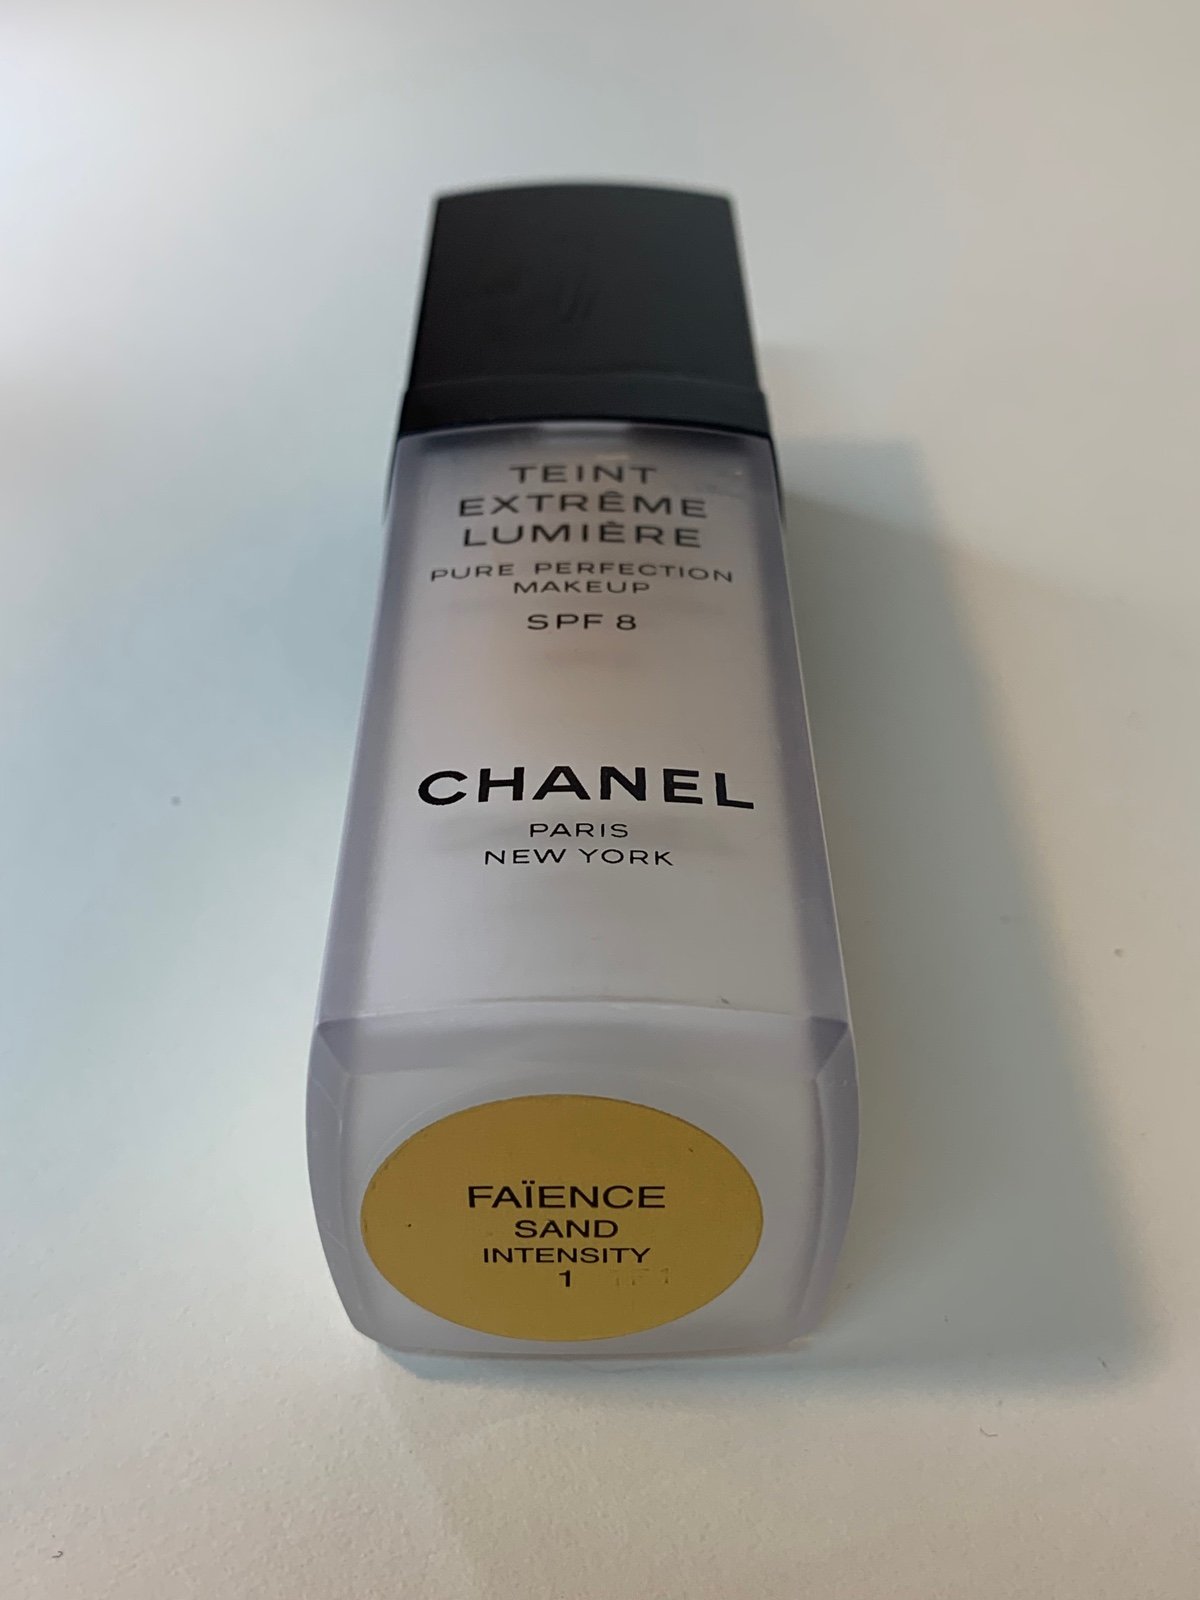 TEINT
EXTRÊME
LUMIÈRE
PURE PERFECTION
MAKEUP
SPF 8
CHANEL
PARIS
NEW YORK
FAÏENCE
SAND
INTENSITY
1